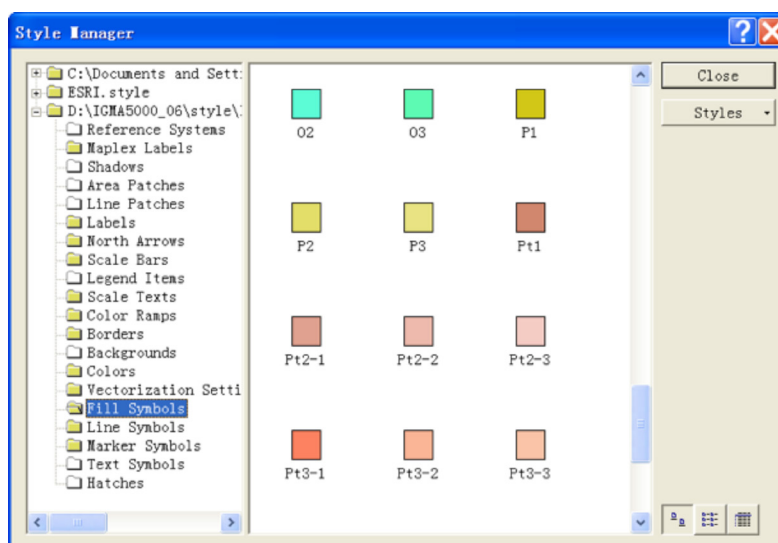 Style Manager
C:\Documents and Sett:
ESRI.style
D:\IGMA5000_06\style\
Reference Systems
Maplex Labels
Shadows
Area Patches
Line Patches
Labels
North Arrows
Scale Bars
Legend Items
Scale Texts
Color Ramps
Borders
Backgrounds
Colors
Vectorization Setti
Fill Symbols
Line Symbols
Marker Symbols
Text Symbols
Hatches
O2 O3 P1
P2 P3 Pt1
Pt2-1 Pt2-2 Pt2-3
Pt3-1 Pt3-2 Pt3-3
Close
Styles